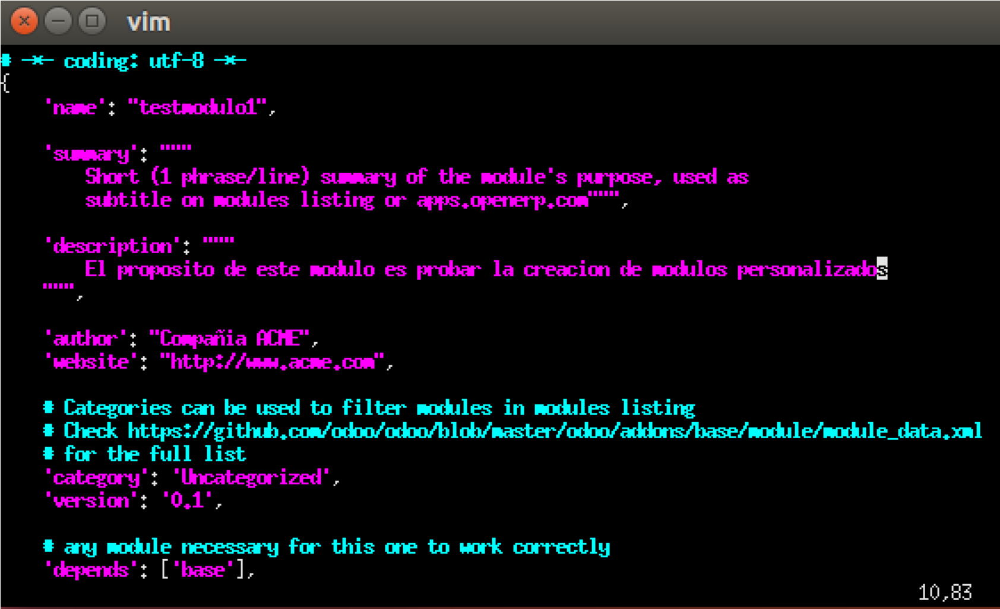 vim
# -*- coding: utf-8 -*-
{
'name': "testmodulo1",
'summary': """
Short (1 phrase/line) summary of the module's purpose, used as
subtitle on modules listing or apps.openerp.com""",
'description': """
El proposito de este modulo es probar la creacion de modulos personalizados
""",
'author': "Compañia ACME",
'website': "http://www.acme.com",
# Categories can be used to filter modules in modules listing
# Check https://github.com/odoo/odoo/blob/master/odoo/addons/base/module/module_data.xml
# for the full list
'category': 'Uncategorized',
'version': '0.1',
# any module necessary for this one to work correctly
'depends': ['base'],
10,83